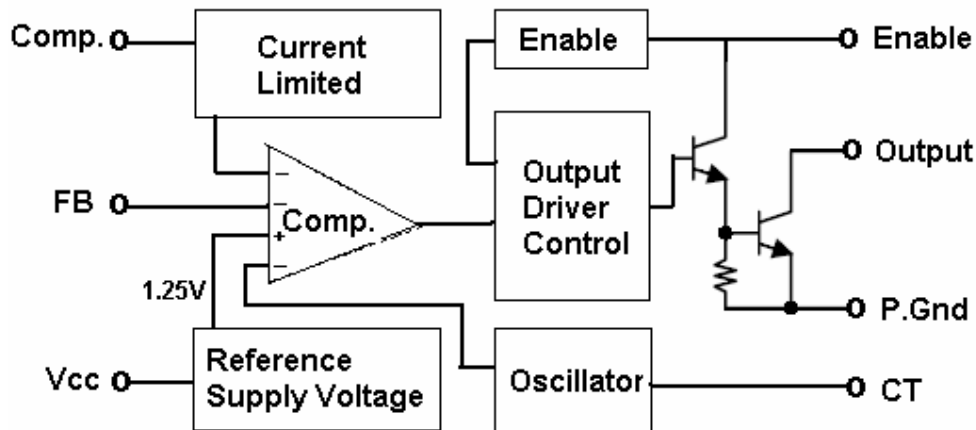 Comp.
Current
Limited
Enable
Enable
Output
Driver
Control
Output
FB
−
−
Comp.
+
−
1.25V
P.Gnd
Vcc
Reference
Supply Voltage
Oscillator
CT